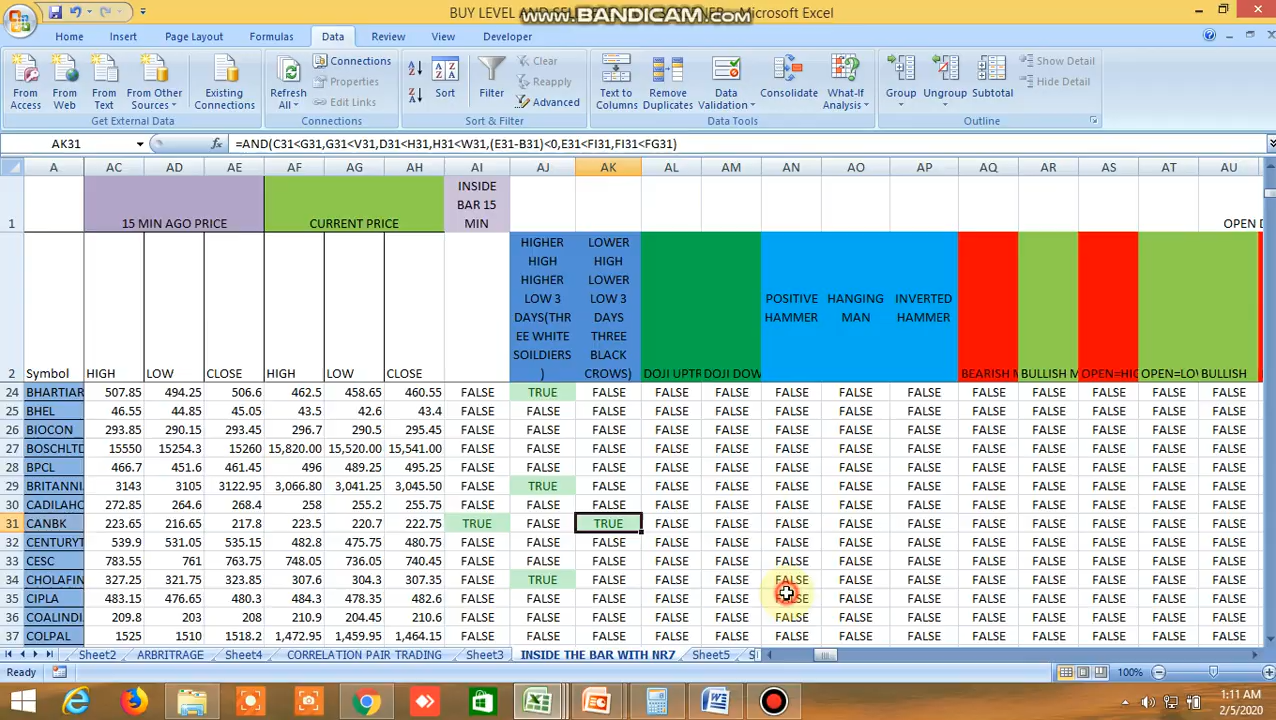 BUY LEVEL AND SE
www.BANDICAM.com
NNER - Microsoft Excel
Home Insert Page Layout Formulas Data Review View Developer
From Access
From Web
From Text
From Other Sources
Existing Connections
Get External Data
Refresh All
Connections
Properties
Edit Links
Connections
Sort
Filter
Clear
Reapply
Advanced
Sort & Filter
Text to Columns
Remove Duplicates
Data Validation
Consolidate
What-If Analysis
Data Tools
Group
Ungroup
Subtotal
Show Detail
Hide Detail
Outline
AK31 fx =AND(C31<G31,G31<V31,D31<H31,H31<W31,(E31-B31)<0,E31<FI31,FI31<FG31)
A AC AD AE AF AG AH AI AJ AK AL AM AN AO AP AQ AR AS AT AU
1 15 MIN AGO PRICE CURRENT PRICE INSIDE BAR 15 MIN OPEN D
2 Symbol HIGH LOW CLOSE HIGH LOW CLOSE
HIGHER HIGH HIGHER LOW 3 DAYS(THREE WHITE SOILDIERS)
LOWER HIGH LOWER LOW 3 DAYS THREE BLACK CROWS)
DOJI UPTR DOJI DOW
POSITIVE HAMMER
HANGING MAN
INVERTED HAMMER
BEARISH M BULLISH M OPEN=HIG OPEN=LOV BULLISH
24 BHARTIAR 507.85 494.25 506.6 462.5 458.65 460.55 FALSE TRUE FALSE FALSE FALSE FALSE FALSE FALSE FALSE FALSE FALSE FALSE FALSE
25 BHEL 46.55 44.85 45.05 43.5 42.6 43.4 FALSE FALSE FALSE FALSE FALSE FALSE FALSE FALSE FALSE FALSE FALSE FALSE FALSE
26 BIOCON 293.85 290.15 293.45 296.7 290.5 295.45 FALSE FALSE FALSE FALSE FALSE FALSE FALSE FALSE FALSE FALSE FALSE FALSE FALSE
27 BOSCHLTD 15550 15254.3 15260 15,820.00 15,520.00 15,541.00 FALSE FALSE FALSE FALSE FALSE FALSE FALSE FALSE FALSE FALSE FALSE FALSE FALSE
28 BPCL 466.7 451.6 461.45 496 489.25 495.25 FALSE FALSE FALSE FALSE FALSE FALSE FALSE FALSE FALSE FALSE FALSE FALSE FALSE
29 BRITANNI 3143 3105 3122.95 3,066.80 3,041.25 3,045.50 FALSE TRUE FALSE FALSE FALSE FALSE FALSE FALSE FALSE FALSE FALSE FALSE FALSE
30 CADILAHC 272.85 264.6 268.4 258 255.2 255.75 FALSE FALSE FALSE FALSE FALSE FALSE FALSE FALSE FALSE FALSE FALSE FALSE FALSE
31 CANBK 223.65 216.65 217.8 223.5 220.7 222.75 TRUE FALSE TRUE FALSE FALSE FALSE FALSE FALSE FALSE FALSE FALSE FALSE FALSE
32 CENTURYT 539.9 531.05 535.15 482.8 475.75 480.75 FALSE FALSE FALSE FALSE FALSE FALSE FALSE FALSE FALSE FALSE FALSE FALSE FALSE
33 CESC 783.55 761 763.75 748.05 736.05 740.45 FALSE FALSE FALSE FALSE FALSE FALSE FALSE FALSE FALSE FALSE FALSE FALSE FALSE
34 CHOLAFIN 327.25 321.75 323.85 307.6 304.3 307.35 FALSE TRUE FALSE FALSE FALSE FALSE FALSE FALSE FALSE FALSE FALSE FALSE FALSE
35 CIPLA 483.15 476.65 480.3 484.3 478.35 482.6 FALSE FALSE FALSE FALSE FALSE FALSE FALSE FALSE FALSE FALSE FALSE FALSE FALSE
36 COALINDI 209.8 203 208 210.9 204.45 210.6 FALSE FALSE FALSE FALSE FALSE FALSE FALSE FALSE FALSE FALSE FALSE FALSE FALSE
37 COLPAL 1525 1510 1518.2 1,472.95 1,459.95 1,464.15 FALSE FALSE FALSE FALSE FALSE FALSE FALSE FALSE FALSE FALSE FALSE FALSE FALSE
Sheet2 ARBITRAGE Sheet4 CORRELATION PAIR TRADING Sheet3 INSIDE THE BAR WITH NR7 Sheet5 S
Ready 100%
1:11 AM
2/5/2020